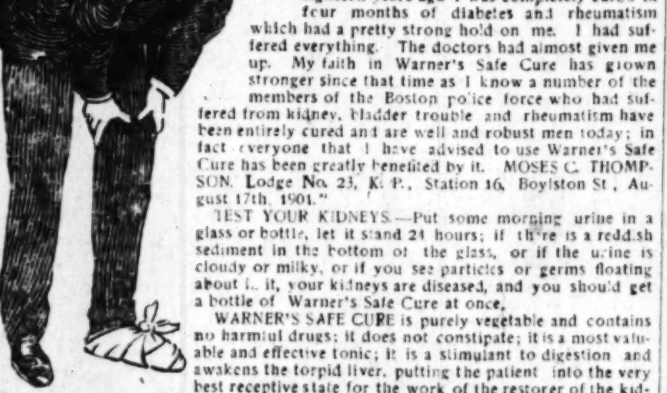 four months of diabetes and rheumatism
which had a pretty strong hold on me. I had suf-
fered everything. The doctors had almost given me
up. My faith in Warner's Safe Cure has grown
stronger since that time as I know a number of the
members of the Boston police force who had suf-
fered from kidney, bladder trouble and rheumatism have
been entirely cured and are well and robust men today; in
fact everyone that I have advised to use Warner's Safe
Cure has been greatly benefited by it. MOSES C. THOMP-
SON, Lodge No. 23, K. P., Station 16, Boylston St., Au-
gust 17th, 1901."
TEST YOUR KIDNEYS.—Put some morning urine in a
glass or bottle, let it stand 24 hours; if there is a reddish
sediment in the bottom of the glass, or if the urine is
cloudy or milky, or if you see particles or germs floating
about in it, your kidneys are diseased, and you should get
a bottle of Warner's Safe Cure at once.
WARNER'S SAFE CURE is purely vegetable and contains
no harmful drugs; it does not constipate; it is a most valu-
able and effective tonic; it is a stimulant to digestion and
awakens the torpid liver, putting the patient into the very
best receptive state for the work of the restorer of the kid-